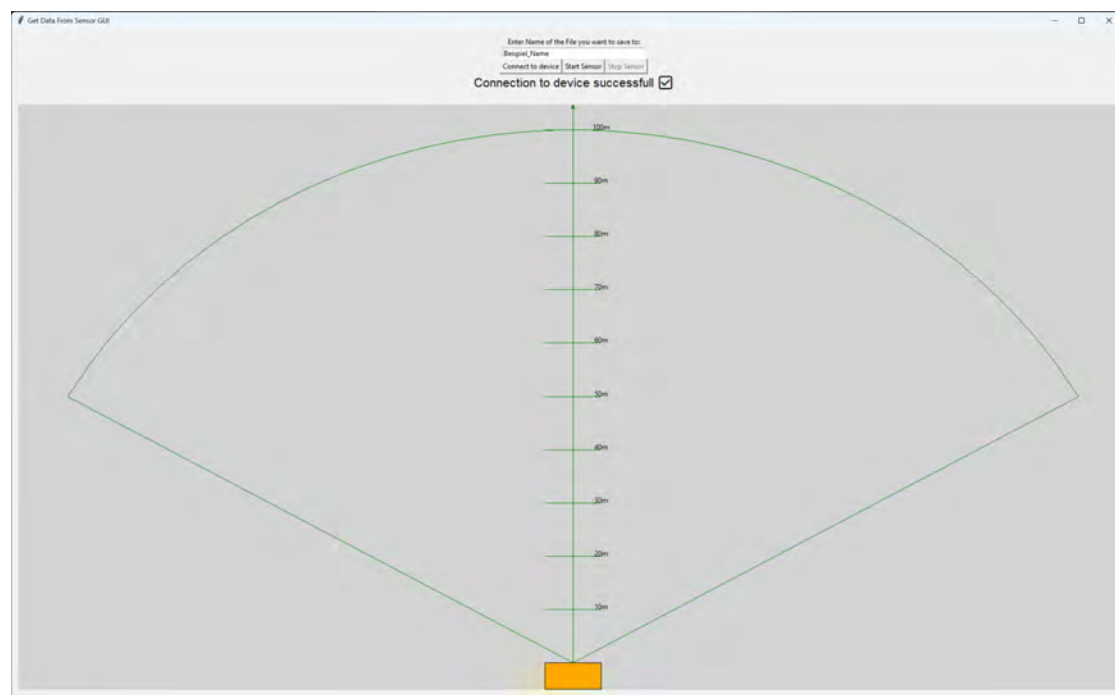 Get Data From Sensor GUI
Enter Name of the File you want to save to:
Beispiel_Name
Connect to device Start Sensor Stop Sensor
Connection to device successfull
100m
90m
80m
70m
60m
50m
40m
30m
20m
10m